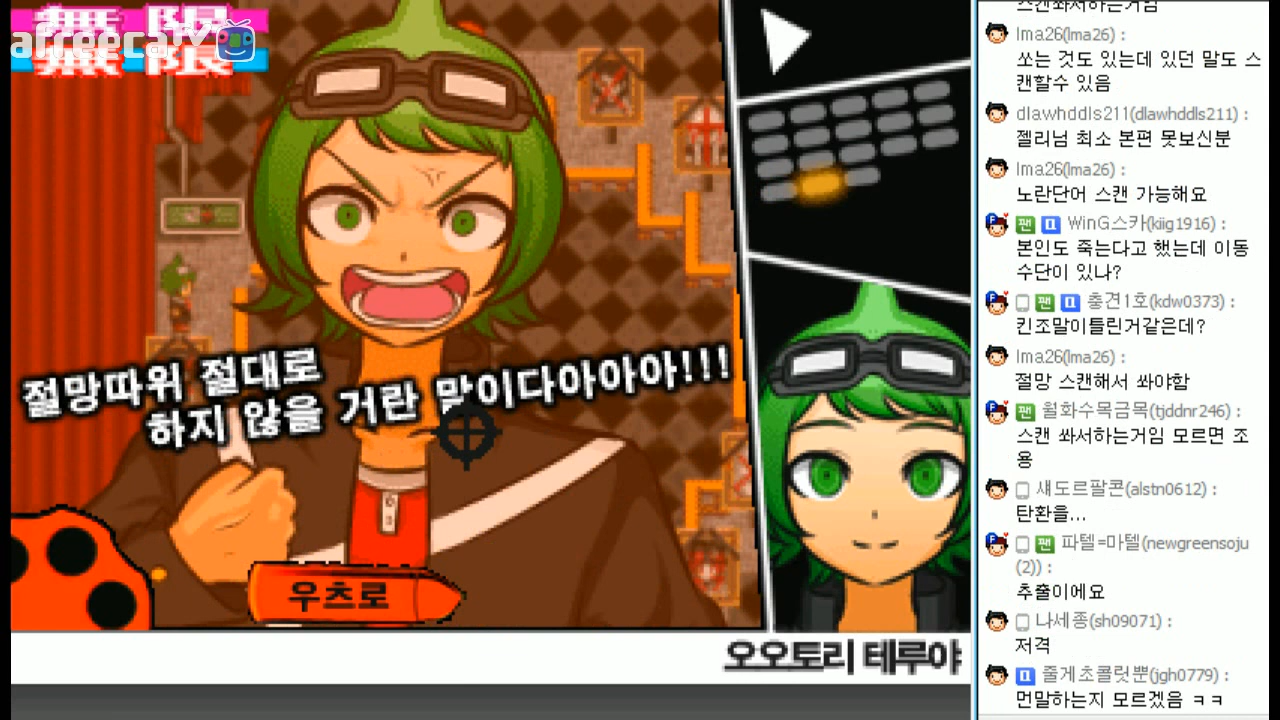 無限
afreecaTV
無限
절망따위 절대로
하지 않을 거란 말이다아아아!!!
우츠로
오오토리 테루야
스캔쏴서하는거임
lma26(lma26) :
쏘는 것도 있는데 있던 말도 스
캔할수 있음
dlawhddls211(dlawhddls211) :
젤리님 최소 본편 못보신분
lma26(lma26) :
노란단어 스캔 가능해요
팬 WinG스카(kiig1916) :
본인도 죽는다고 했는데 이동
수단이 있나?
팬 충견1호(kdw0373) :
킨조말이틀린거같은데?
lma26(lma26) :
절망 스캔해서 쏴야함
팬 월화수목금목(tjddnr246) :
스캔 쏴서하는거임 모르면 조
용
섀도르팔콘(alstn0612) :
탄환을...
팬 파텔=마텔(newgreensoju
(2)) :
추출이에요
나세종(sh09071) :
저격
줄게초콜릿뿐(jgh0779) :
먼말하는지 모르겠음 ㅋㅋ